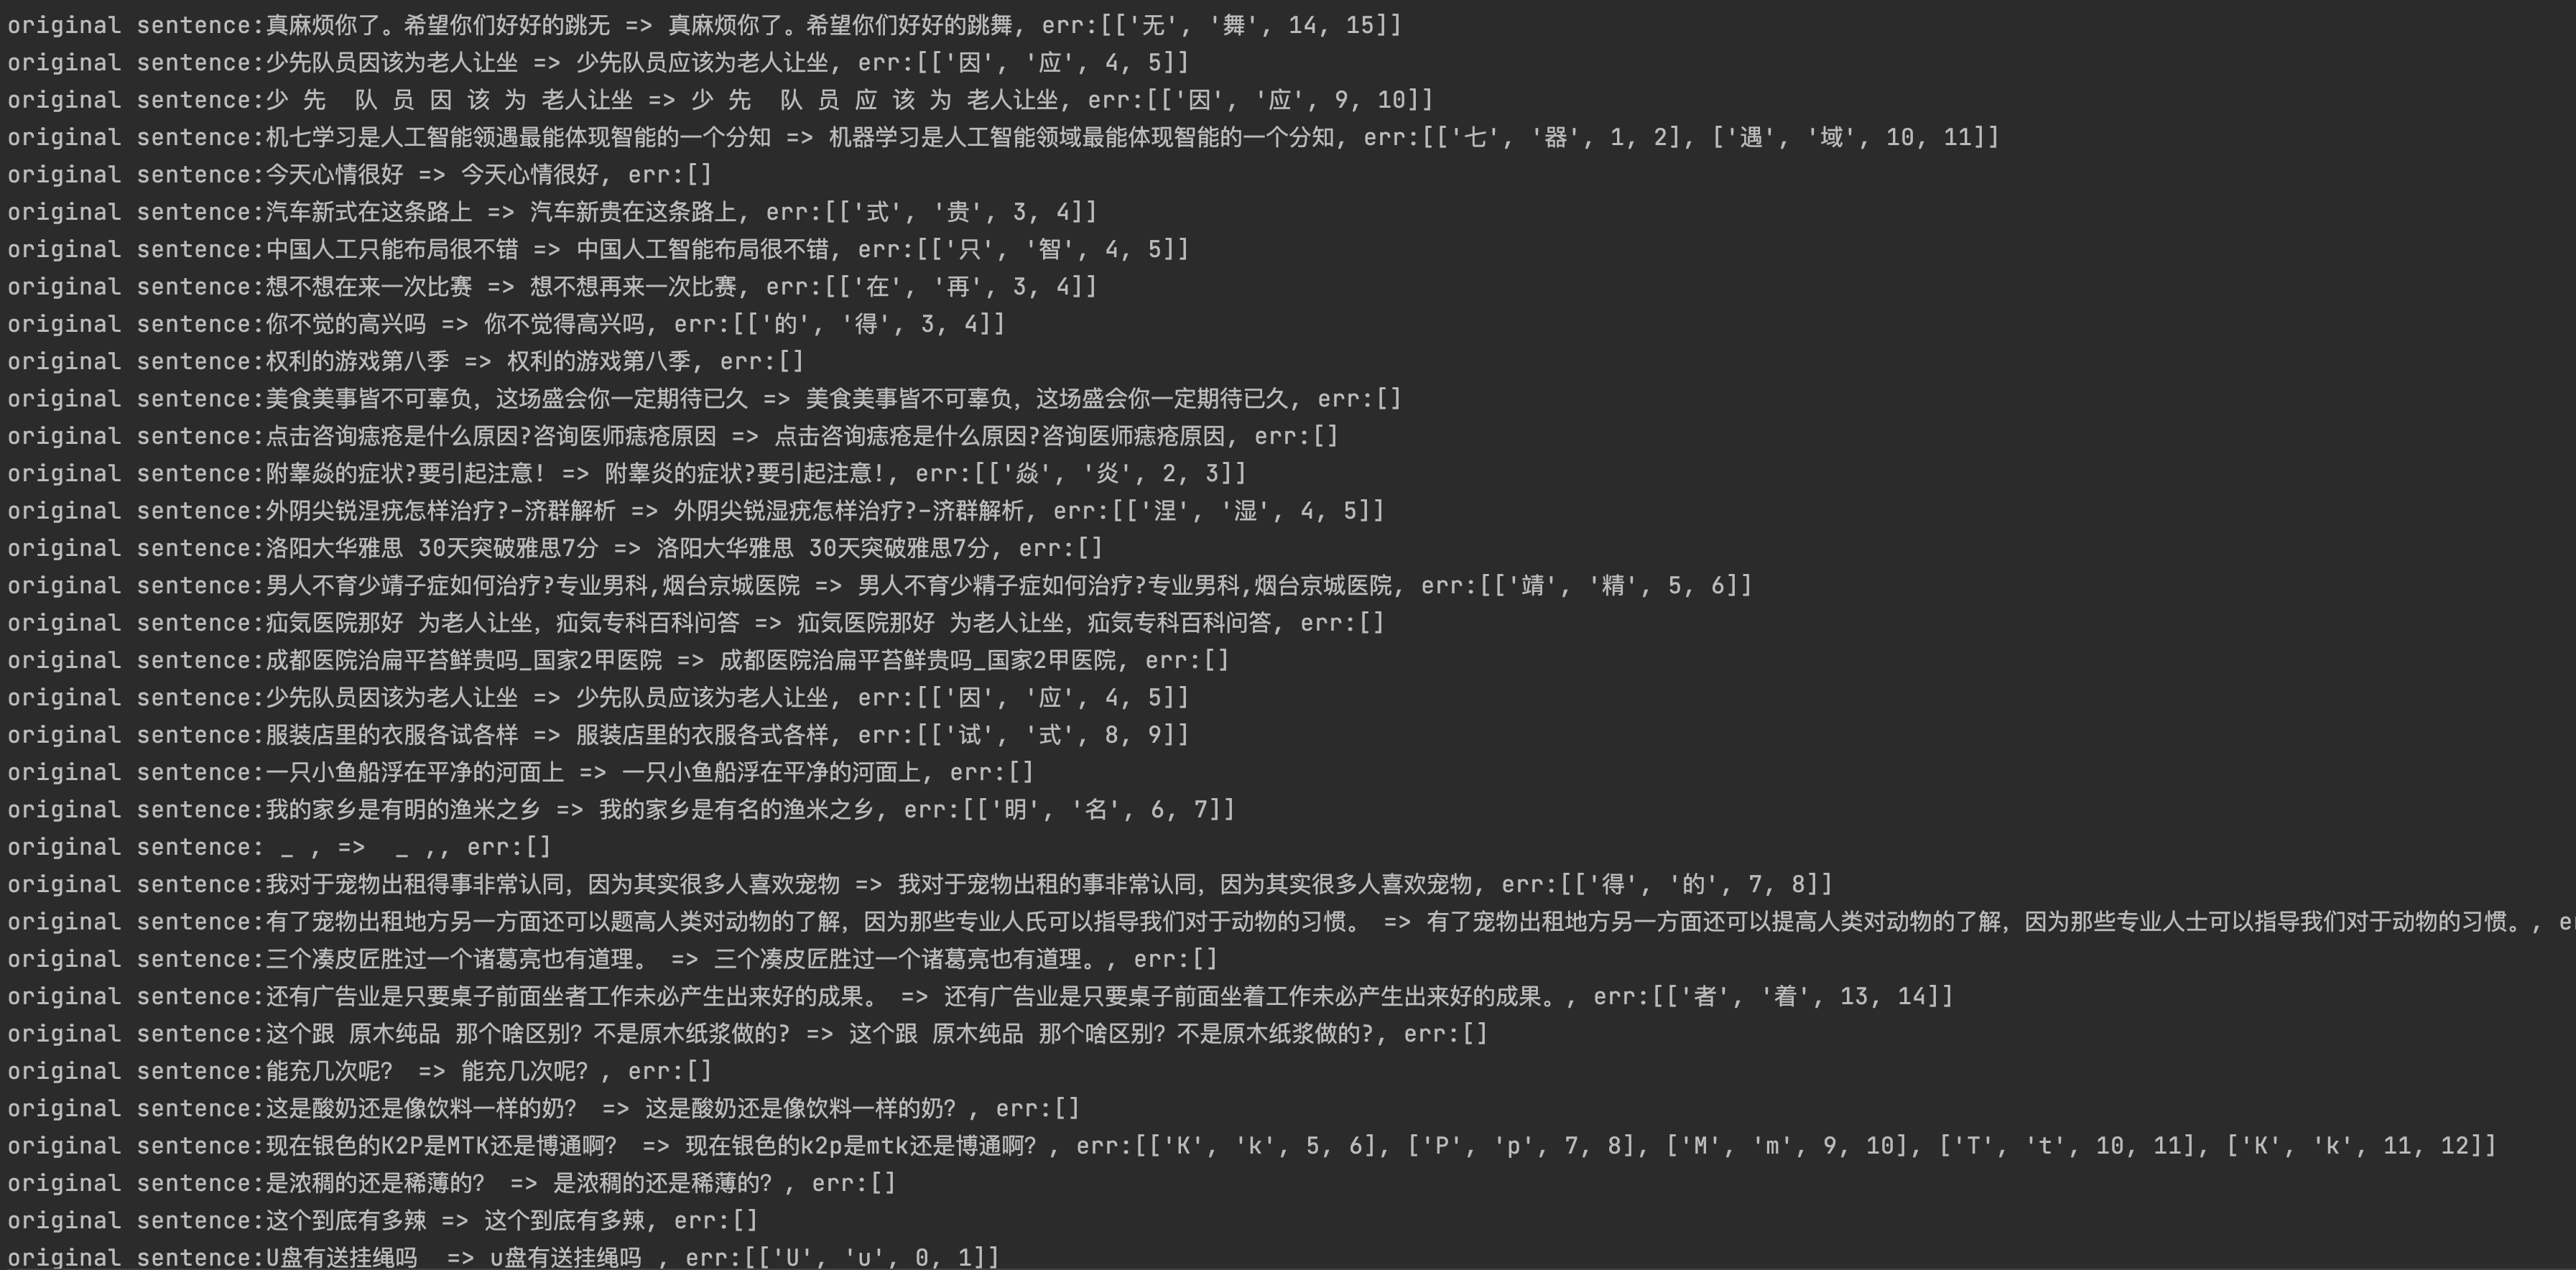 original sentence:真麻烦你了。希望你们好好的跳无 => 真麻烦你了。希望你们好好的跳舞, err:[['无', '舞', 14, 15]]
original sentence:少先队员因该为老人让坐 => 少先队员应该为老人让坐, err:[['因', '应', 4, 5]]
original sentence:少 先  队 员 因 该 为 老人让坐 => 少 先  队 员 应 该 为 老人让坐, err:[['因', '应', 9, 10]]
original sentence:机七学习是人工智能领遇最能体现智能的一个分知 => 机器学习是人工智能领域最能体现智能的一个分知, err:[['七', '器', 1, 2], ['遇', '域', 10, 11]]
original sentence:今天心情很好 => 今天心情很好, err:[]
original sentence:汽车新式在这条路上 => 汽车新贵在这条路上, err:[['式', '贵', 3, 4]]
original sentence:中国人工只能布局很不错 => 中国人工智能布局很不错, err:[['只', '智', 4, 5]]
original sentence:想不想在来一次比赛 => 想不想再来一次比赛, err:[['在', '再', 3, 4]]
original sentence:你不觉的高兴吗 => 你不觉得高兴吗, err:[['的', '得', 3, 4]]
original sentence:权利的游戏第八季 => 权利的游戏第八季, err:[]
original sentence:美食美事皆不可辜负，这场盛会你一定期待已久 => 美食美事皆不可辜负，这场盛会你一定期待已久, err:[]
original sentence:点击咨询痣疮是什么原因?咨询医师痣疮原因 => 点击咨询痣疮是什么原因?咨询医师痣疮原因, err:[]
original sentence:附睾焱的症状?要引起注意! => 附睾炎的症状?要引起注意!, err:[['焱', '炎', 2, 3]]
original sentence:外阴尖锐涅疣怎样治疗?-济群解析 => 外阴尖锐湿疣怎样治疗?-济群解析, err:[['涅', '湿', 4, 5]]
original sentence:洛阳大华雅思 30天突破雅思7分 => 洛阳大华雅思 30天突破雅思7分, err:[]
original sentence:男人不育少靖子症如何治疗?专业男科,烟台京城医院 => 男人不育少精子症如何治疗?专业男科,烟台京城医院, err:[['靖', '精', 5, 6]]
original sentence:疝気医院那好 为老人让坐，疝気专科百科问答 => 疝気医院那好 为老人让坐，疝気专科百科问答, err:[]
original sentence:成都医院治扁平苔鲜贵吗_国家2甲医院 => 成都医院治扁平苔鲜贵吗_国家2甲医院, err:[]
original sentence:少先队员因该为老人让坐 => 少先队员应该为老人让坐, err:[['因', '应', 4, 5]]
original sentence:服装店里的衣服各试各样 => 服装店里的衣服各式各样, err:[['试', '式', 8, 9]]
original sentence:一只小鱼船浮在平净的河面上 => 一只小鱼船浮在平净的河面上, err:[]
original sentence:我的家乡是有明的渔米之乡 => 我的家乡是有名的渔米之乡, err:[['明', '名', 6, 7]]
original sentence: _ , =>  _ ,, err:[]
original sentence:我对于宠物出租得事非常认同，因为其实很多人喜欢宠物 => 我对于宠物出租的事非常认同，因为其实很多人喜欢宠物, err:[['得', '的', 7, 8]]
original sentence:有了宠物出租地方另一方面还可以题高人类对动物的了解，因为那些专业人氏可以指导我们对于动物的习惯。 => 有了宠物出租地方另一方面还可以提高人类对动物的了解，因为那些专业人士可以指导我们对于动物的习惯。, e
original sentence:三个凑皮匠胜过一个诸葛亮也有道理。 => 三个凑皮匠胜过一个诸葛亮也有道理。, err:[]
original sentence:还有广告业是只要桌子前面坐者工作未必产生出来好的成果。 => 还有广告业是只要桌子前面坐着工作未必产生出来好的成果。, err:[['者', '着', 13, 14]]
original sentence:这个跟 原木纯品 那个啥区别？不是原木纸浆做的? => 这个跟 原木纯品 那个啥区别？不是原木纸浆做的?, err:[]
original sentence:能充几次呢？ => 能充几次呢？, err:[]
original sentence:这是酸奶还是像饮料一样的奶？ => 这是酸奶还是像饮料一样的奶？, err:[]
original sentence:现在银色的K2P是MTK还是博通啊？ => 现在银色的k2p是mtk还是博通啊？, err:[['K', 'k', 5, 6], ['P', 'p', 7, 8], ['M', 'm', 9, 10], ['T', 't', 10, 11], ['K', 'k', 11, 12]]
original sentence:是浓稠的还是稀薄的？ => 是浓稠的还是稀薄的？, err:[]
original sentence:这个到底有多辣 => 这个到底有多辣, err:[]
original sentence:U盘有送挂绳吗  => u盘有送挂绳吗 , err:[['U', 'u', 0, 1]]